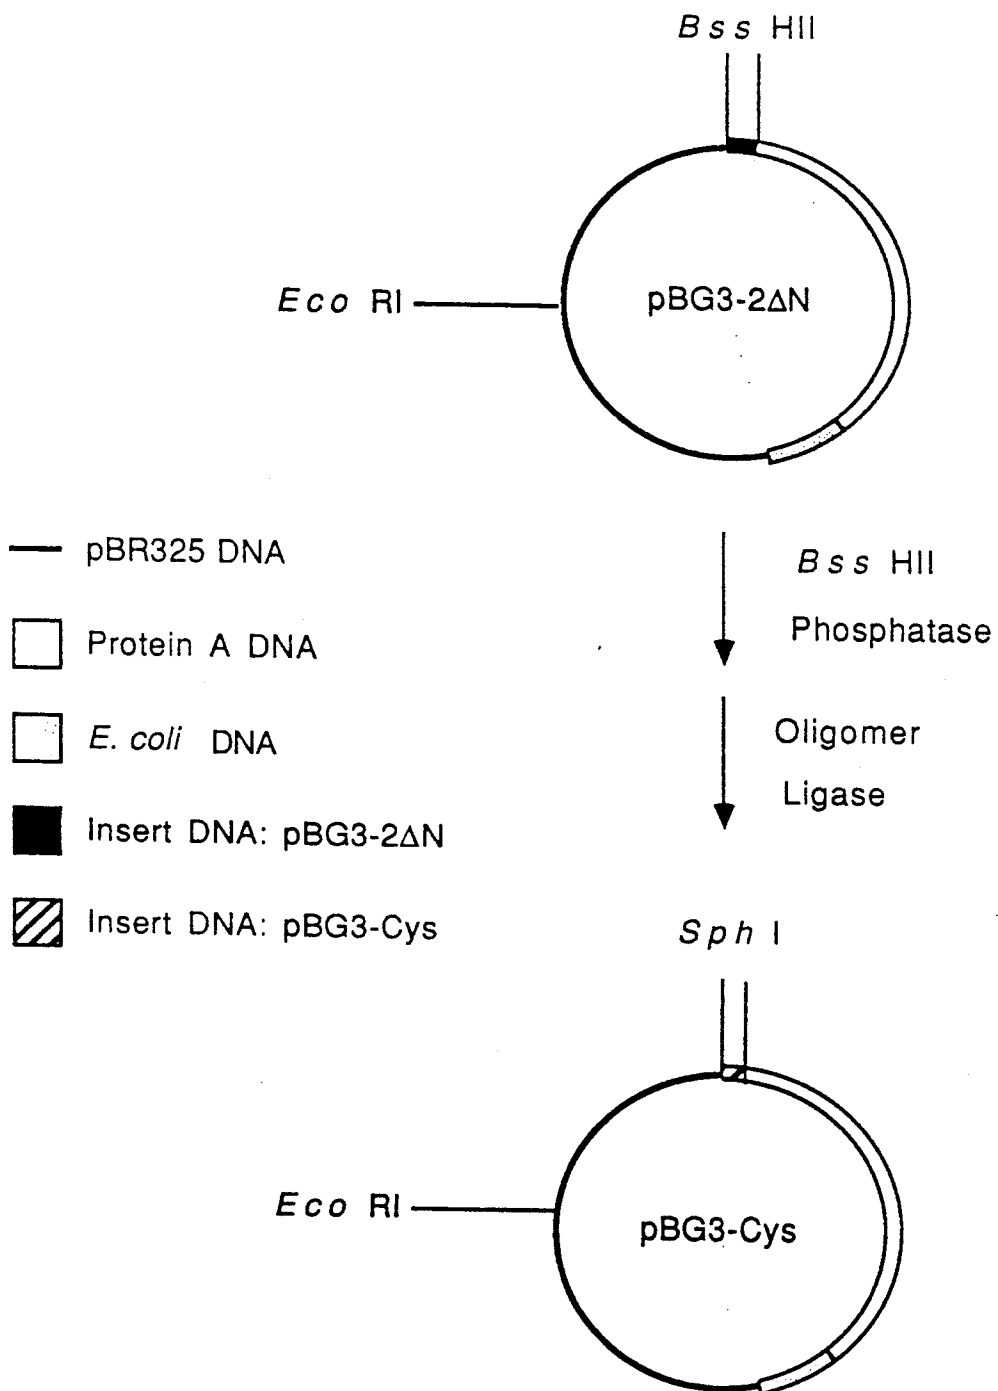 Bss HII
Eco RI
pBG3-2ΔN
pBR325 DNA
Protein A DNA
E. coli DNA
Insert DNA: pBG3-2ΔN
Insert DNA: pBG3-Cys
Bss HII
Phosphatase
Oligomer
Ligase
Sph I
Eco RI
pBG3-Cys